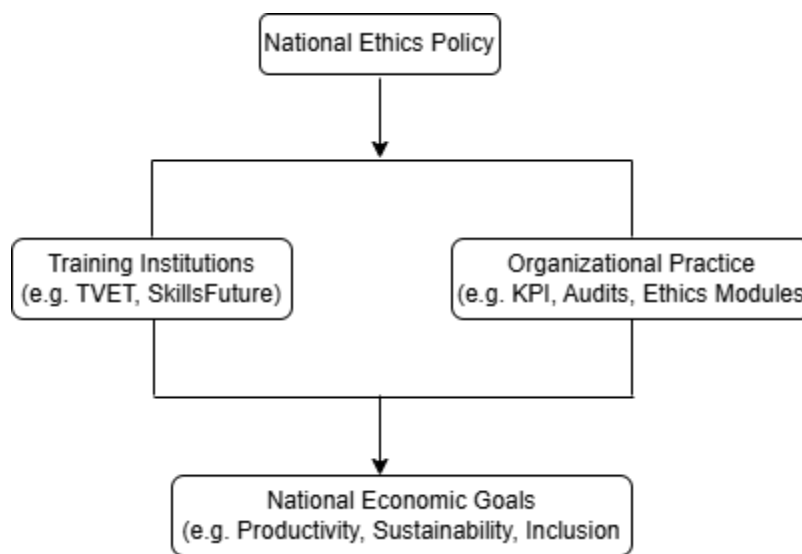 National Ethics Policy
Training Institutions
(e.g. TVET, SkillsFuture)
Organizational Practice
(e.g. KPI, Audits, Ethics Modules
National Economic Goals
(e.g. Productivity, Sustainability, Inclusion